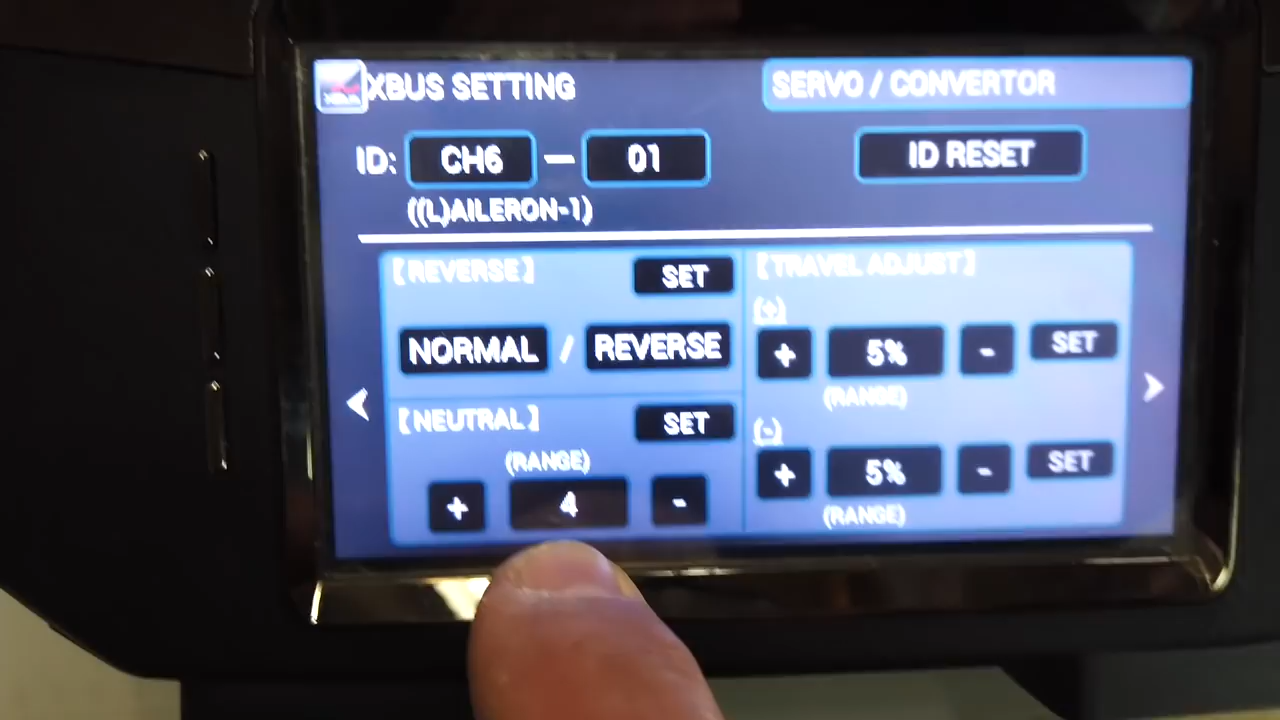 XBUS SETTING
SERVO / CONVERTOR
ID: CH6 — 01
ID RESET
((L)AILERON-1)
【REVERSE】 SET
NORMAL / REVERSE
【NEUTRAL】 SET
(RANGE)
+ 4 -
【TRAVEL ADJUST】
(+)
+ 5% - SET
(RANGE)
(-)
+ 5% - SET
(RANGE)